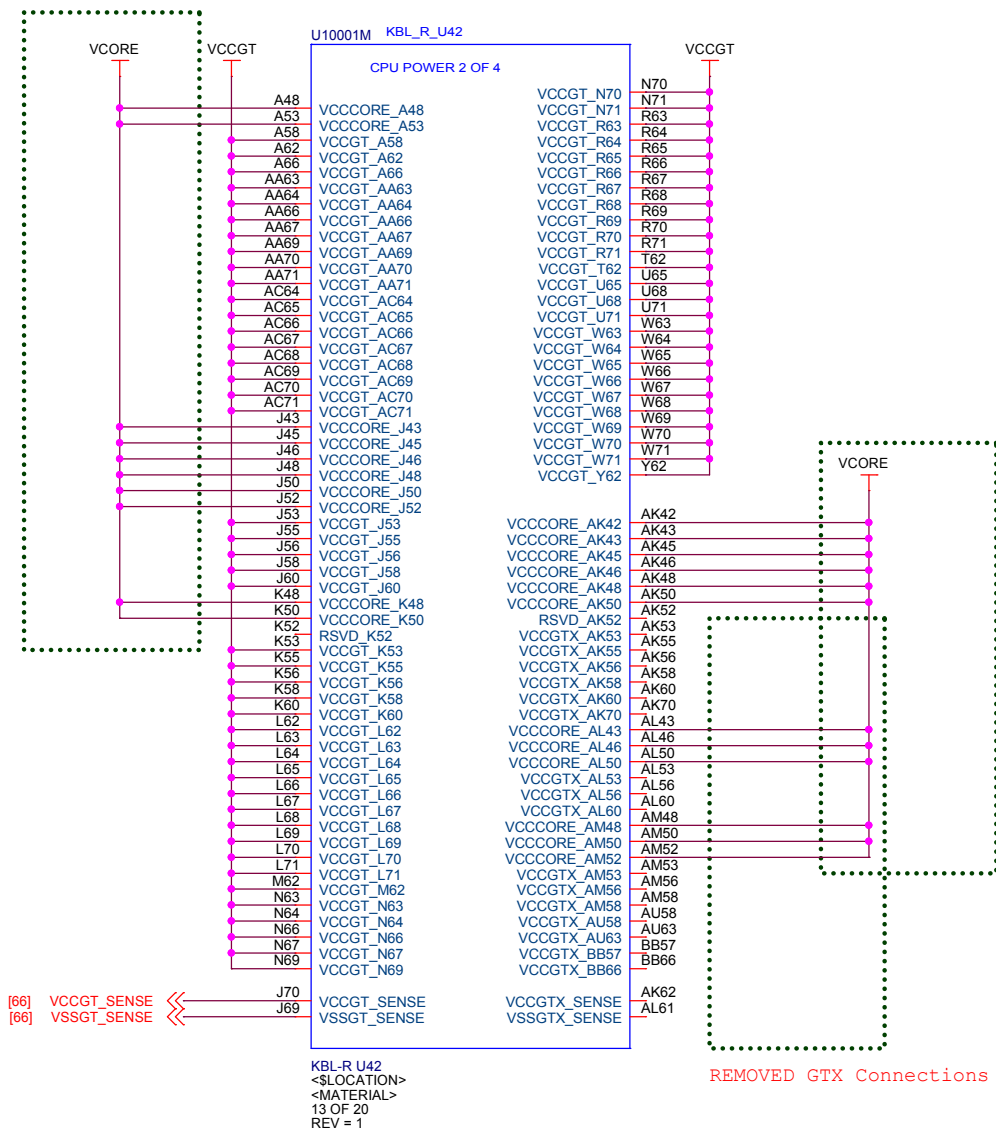 U10001M KBL_R_U42
VCORE VCCGT VCCGT
CPU POWER 2 OF 4
A48 VCCCORE_A48 VCCGT_N70 N70
A53 VCCCORE_A53 VCCGT_N71 N71
A58 VCCGT_A58 VCCGT_R63 R63
A62 VCCGT_A62 VCCGT_R64 R64
A66 VCCGT_A66 VCCGT_R65 R65
AA63 VCCGT_AA63 VCCGT_R66 R66
AA64 VCCGT_AA64 VCCGT_R67 R67
AA66 VCCGT_AA66 VCCGT_R68 R68
AA67 VCCGT_AA67 VCCGT_R69 R69
AA69 VCCGT_AA69 VCCGT_R70 R70
AA70 VCCGT_AA70 VCCGT_R71 R71
AA71 VCCGT_AA71 VCCGT_T62 T62
AC64 VCCGT_AC64 VCCGT_U65 U65
AC65 VCCGT_AC65 VCCGT_U68 U68
AC66 VCCGT_AC66 VCCGT_U71 U71
AC67 VCCGT_AC67 VCCGT_W63 W63
AC68 VCCGT_AC68 VCCGT_W64 W64
AC69 VCCGT_AC69 VCCGT_W65 W65
AC70 VCCGT_AC70 VCCGT_W66 W66
AC71 VCCGT_AC71 VCCGT_W67 W67
J43 VCCCORE_J43 VCCGT_W68 W68
J45 VCCCORE_J45 VCCGT_W69 W69
J46 VCCCORE_J46 VCCGT_W70 W70
J48 VCCCORE_J48 VCCGT_W71 W71
J50 VCCCORE_J50 VCCGT_Y62 Y62
VCORE
J52 VCCCORE_J52
J53 VCCGT_J53 VCCCORE_AK42 AK42
J55 VCCGT_J55 VCCCORE_AK43 AK43
J56 VCCGT_J56 VCCCORE_AK45 AK45
J58 VCCGT_J58 VCCCORE_AK46 AK46
J60 VCCGT_J60 VCCCORE_AK48 AK48
K48 VCCCORE_K48 VCCCORE_AK50 AK50
K50 VCCCORE_K50 RSVD_AK52 AK52
K52 RSVD_K52 VCCGTX_AK53 AK53
K53 VCCGT_K53 VCCGTX_AK55 AK55
K55 VCCGT_K55 VCCGTX_AK56 AK56
K56 VCCGT_K56 VCCGTX_AK58 AK58
K58 VCCGT_K58 VCCGTX_AK60 AK60
K60 VCCGT_K60 VCCGTX_AK70 AK70
L62 VCCGT_L62 VCCCORE_AL43 AL43
L63 VCCGT_L63 VCCCORE_AL46 AL46
L64 VCCGT_L64 VCCCORE_AL50 AL50
L65 VCCGT_L65 VCCGTX_AL53 AL53
L66 VCCGT_L66 VCCGTX_AL56 AL56
L67 VCCGT_L67 VCCGTX_AL60 AL60
L68 VCCGT_L68 VCCCORE_AM48 AM48
L69 VCCGT_L69 VCCCORE_AM50 AM50
L70 VCCGT_L70 VCCCORE_AM52 AM52
L71 VCCGT_L71 VCCGTX_AM53 AM53
M62 VCCGT_M62 VCCGTX_AM56 AM56
N63 VCCGT_N63 VCCGTX_AM58 AM58
N64 VCCGT_N64 VCCGTX_AU58 AU58
N66 VCCGT_N66 VCCGTX_AU63 AU63
N67 VCCGT_N67 VCCGTX_BB57 BB57
N69 VCCGT_N69 VCCGTX_BB66 BB66
[66] VCCGT_SENSE J70 VCCGT_SENSE VCCGTX_SENSE AK62
[66] VSSGT_SENSE J69 VSSGT_SENSE VSSGTX_SENSE AL61
KBL-R U42
<$LOCATION>
<MATERIAL>
13 OF 20
REV = 1
REMOVED GTX Connections